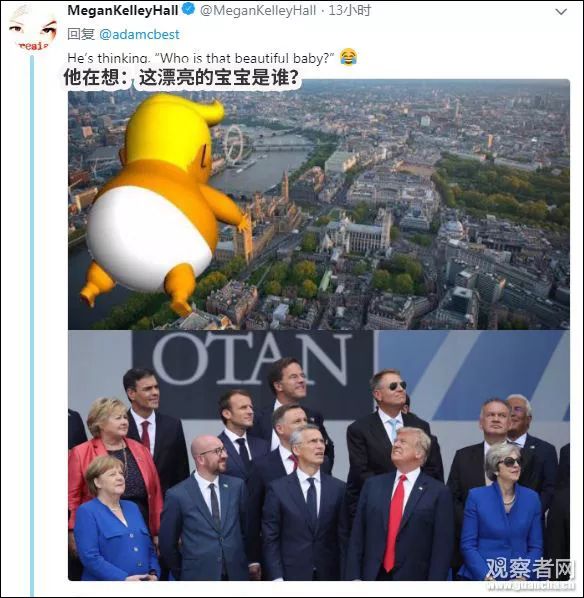 MeganKelleyHall @MeganKelleyHall · 13小时
回复 @adamcbest
He's thinking, "Who is that beautiful baby?" 😂
他在想：这漂亮的宝宝是谁？
OTAN
观察者网
www.guancha.cn